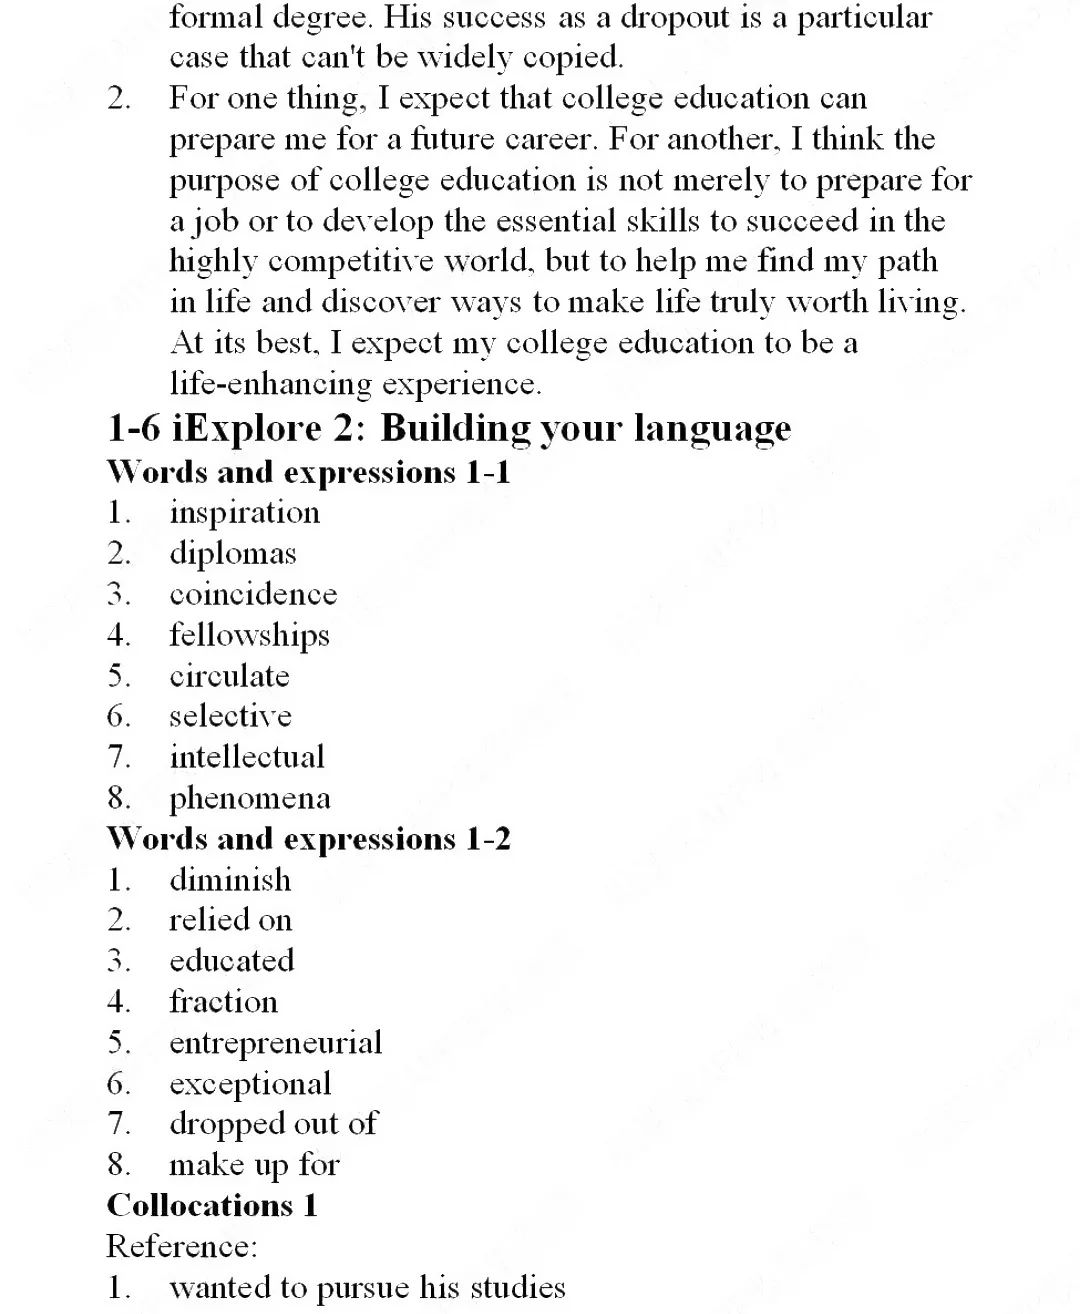 formal degree. His success as a dropout is a particular
case that can't be widely copied.
2. For one thing, I expect that college education can
prepare me for a future career. For another, I think the
purpose of college education is not merely to prepare for
a job or to develop the essential skills to succeed in the
highly competitive world, but to help me find my path
in life and discover ways to make life truly worth living.
At its best, I expect my college education to be a
life-enhancing experience.
1-6 iExplore 2: Building your language
Words and expressions 1-1
1. inspiration
2. diplomas
3. coincidence
4. fellowships
5. circulate
6. selective
7. intellectual
8. phenomena
Words and expressions 1-2
1. diminish
2. relied on
3. educated
4. fraction
5. entrepreneurial
6. exceptional
7. dropped out of
8. make up for
Collocations 1
Reference:
1. wanted to pursue his studies